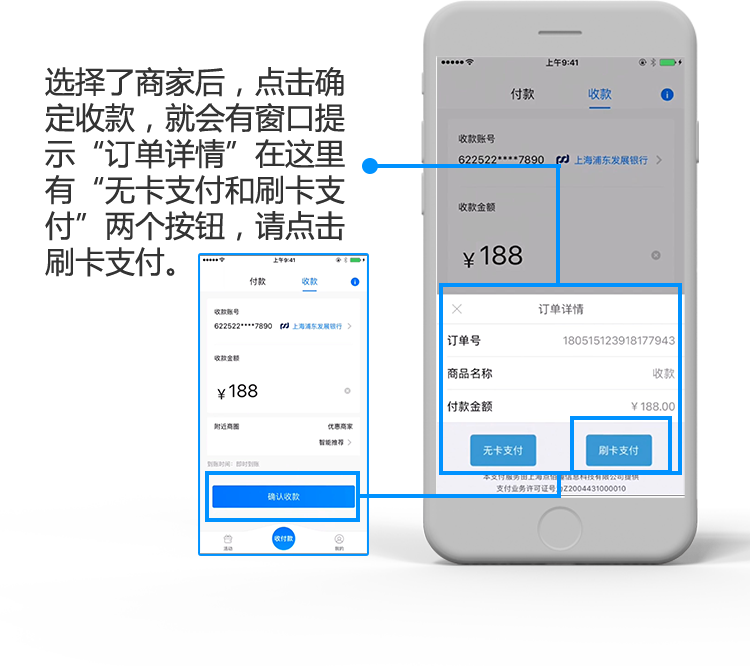 选择了商家后，点击确
定收款，就会有窗口提
示“订单详情”在这里
有“无卡支付和刷卡支
付”两个按钮，请点击
刷卡支付。
上午9:41
付款
收款
收款账号
622522****7890
上海浦东发展银行
收款金额
¥188
附近商圈
优惠商家
智能推荐
到账时间：即时到账
确认收款
活动
收付款
我的
上午9:41
付款
收款
收款账号
622522****7890
上海浦东发展银行
收款金额
¥188
订单详情
订单号
180515123918177943
商品名称
收款
付款金额
¥188.00
无卡支付
刷卡支付
本支付服务由上海点佰
信息科技有限公司提供
支付业务许可证号
Z2004431000010